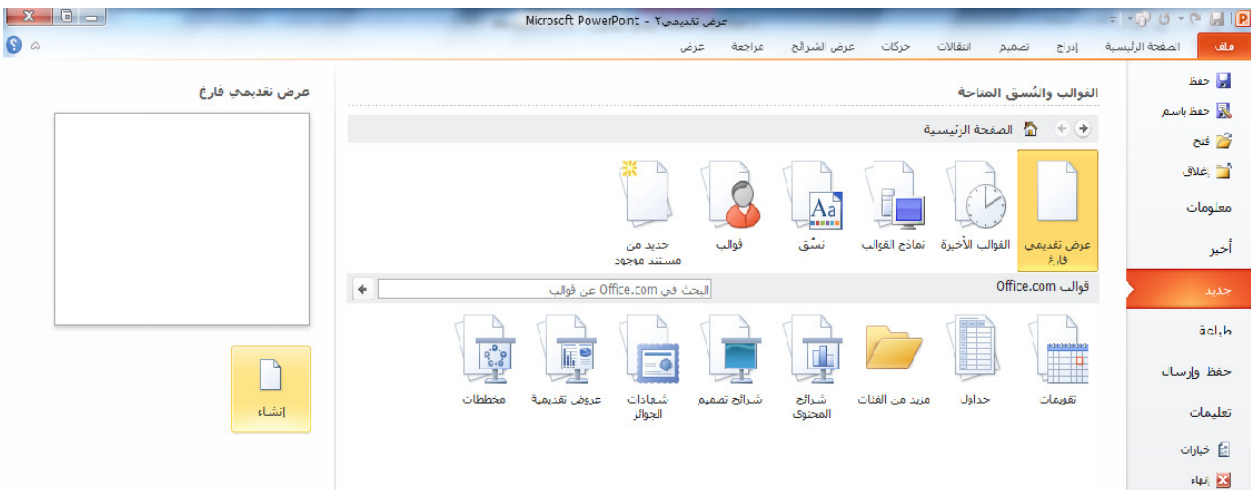 عرض تقديمي٢ - Microsoft PowerPoint
ملف الصفحة الرئيسية إدراج تصميم انتقالات حركات عرض الشرائح مراجعة عرض
حفظ
حفظ باسم
فتح
إغلاق
معلومات
أخير
جديد
طباعة
حفظ وإرسال
تعليمات
خيارات
إنهاء
القوالب والنُسق المتاحة
الصفحة الرئيسية
عرض تقديمي فارغ
القوالب الأخيرة
نماذج القوالب
نسُق
قوالب
جديد من مستند موجود
قوالب Office.com
البحث في Office.com عن قوالب
تقويمات
جداول
مزيد من الفئات
شرائح المحتوى
شرائح تصميم
شهادات الجوائز
عروض تقديمية
مخططات
عرض تقديمي فارغ
إنشاء